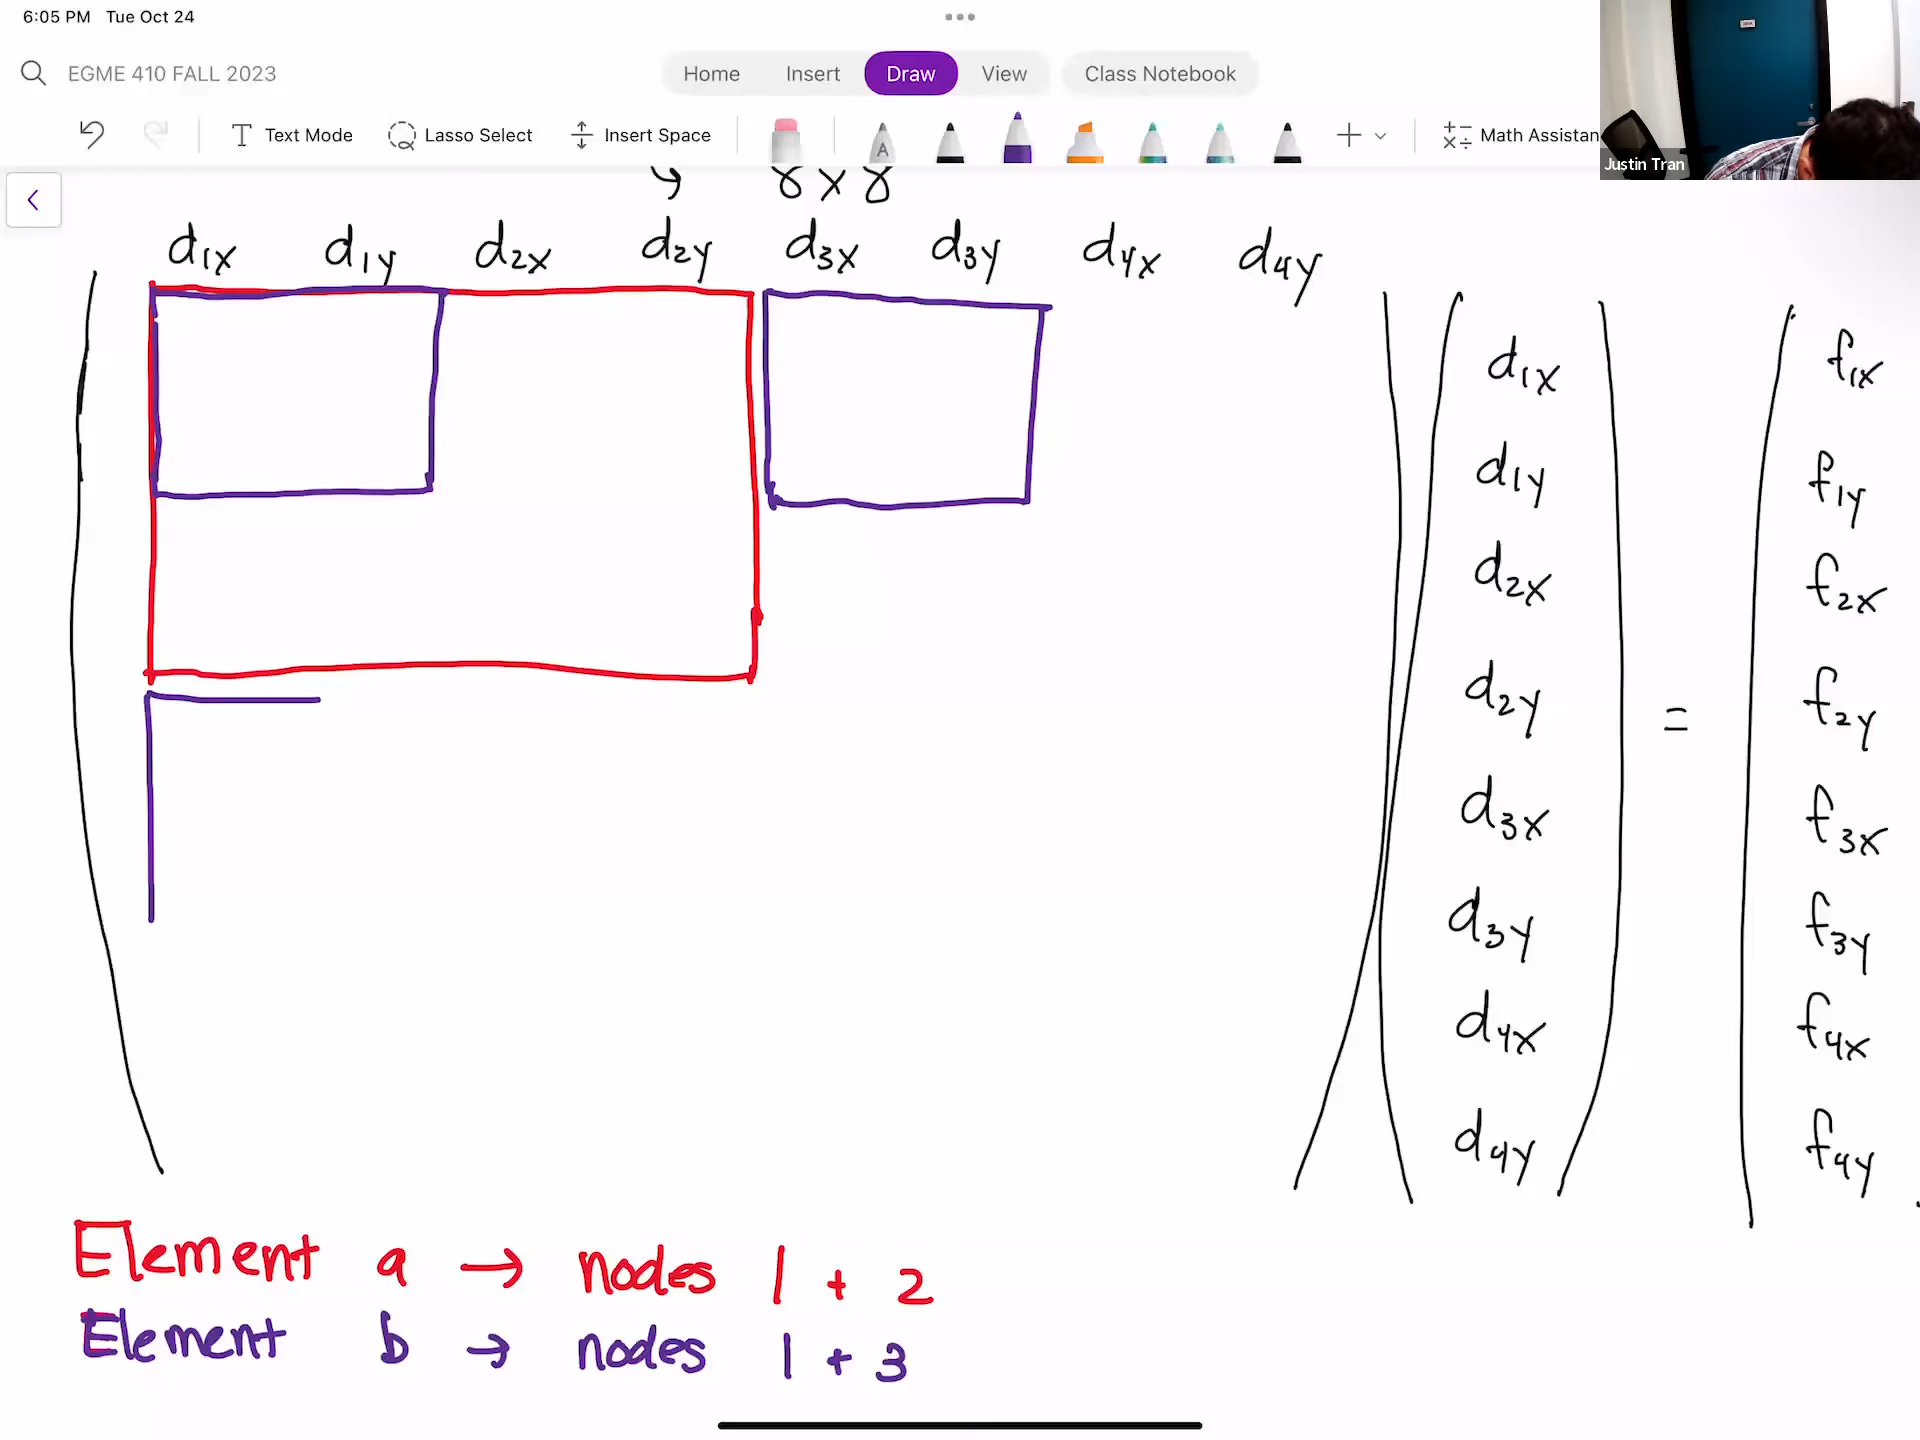 6:05 PM Tue Oct 24
EGME 410 FALL 2023
Home Insert Draw View Class Notebook
T Text Mode Lasso Select Insert Space A Math Assistan
Justin Tran
↳ 8 x 8
d1x d1y d2x d2y d3x d3y d4x d4y
d1x f1x
d1y f1y
d2x f2x
d2y = f2y
d3x f3x
d3y f3y
d4x f4x
d4y f4y
Element a → nodes 1 + 2
Element b → nodes 1 + 3